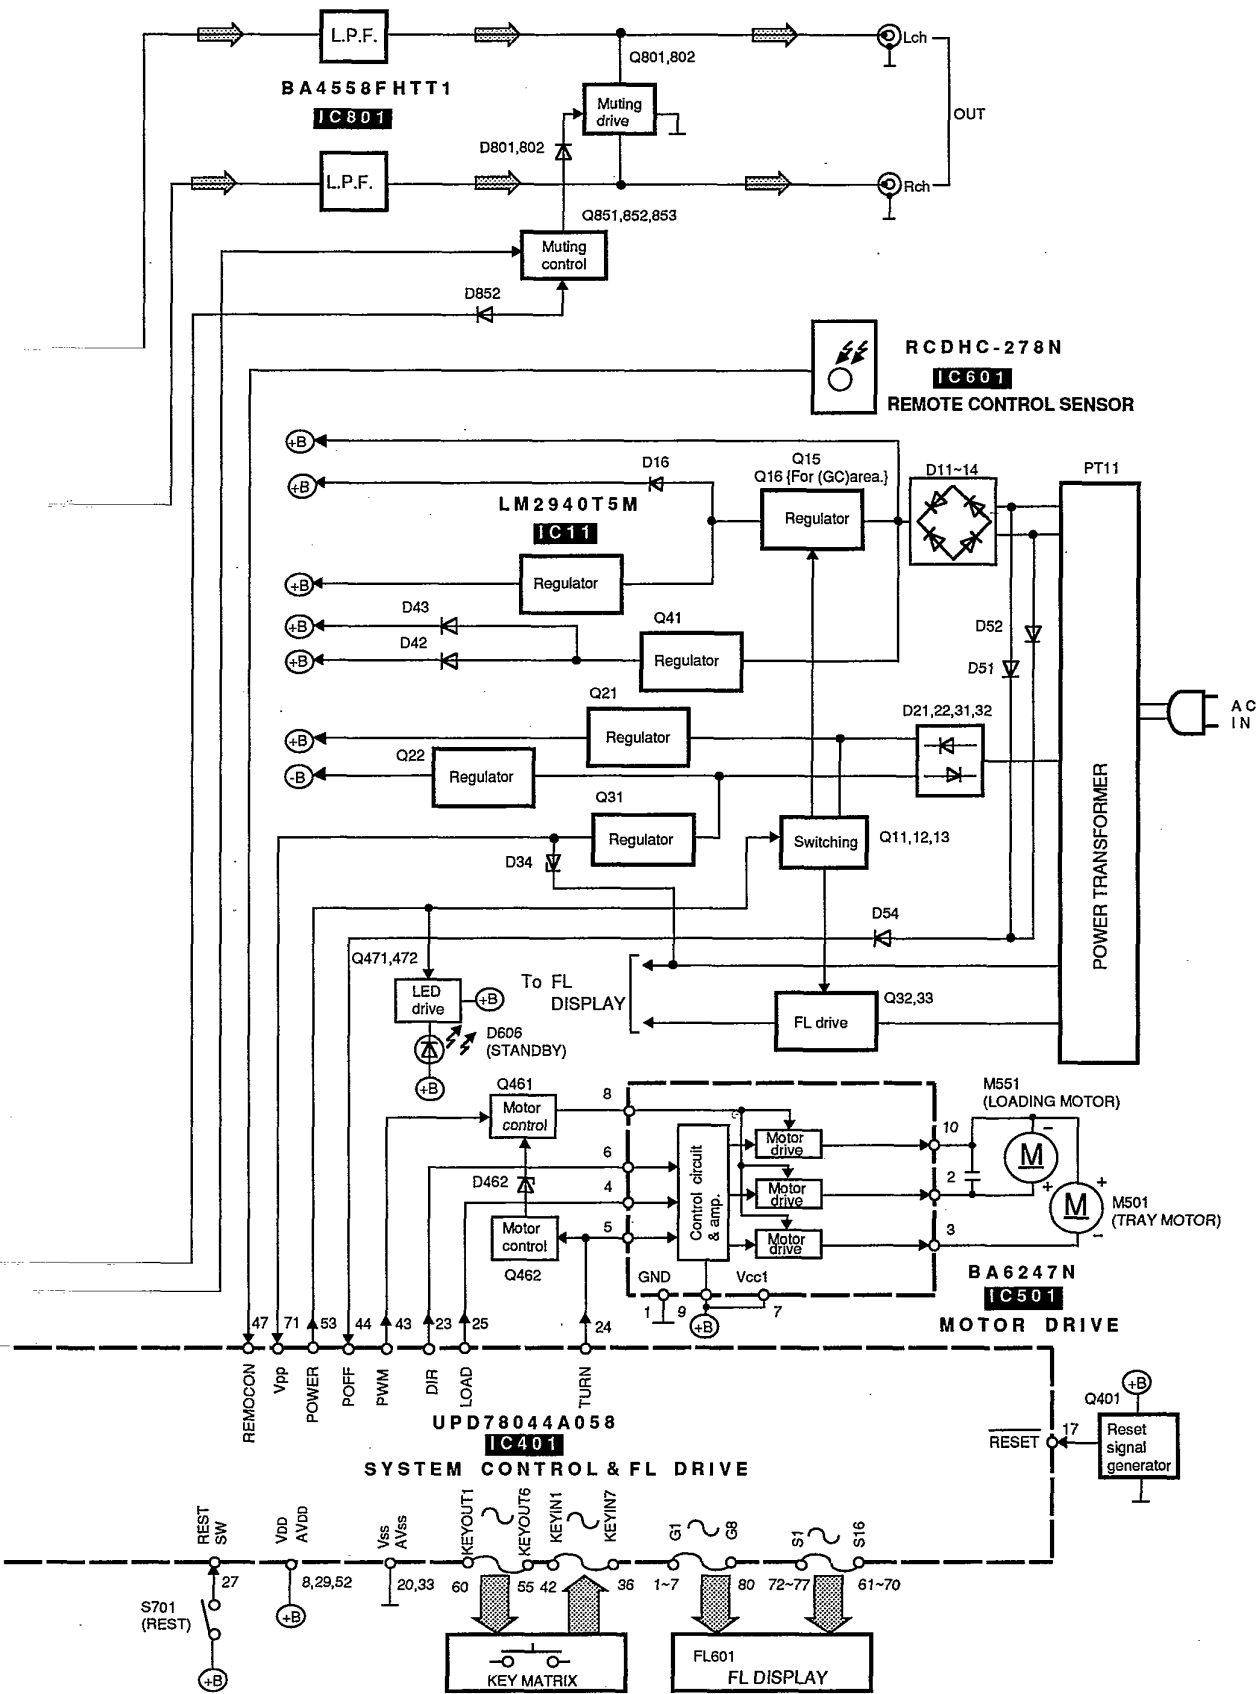 L.P.F.
Lch
Q801,802
BA4558FHTT1
IC801
Muting
drive
OUT
D801,802
L.P.F.
Rch
Q851,852,853
Muting
control
D852
RCDHC-278N
IC601
REMOTE CONTROL SENSOR
+B
Q15
Q16 {For (GC)area.}
D16
D11~14
PT11
+B
LM2940T5M
IC11
Regulator
Regulator
+B
D43
+B
Q41
D42
+B
Regulator
D52
D51
Q21
D21,22,31,32
AC
IN
+B
Regulator
Q22
-B
Regulator
Q31
Regulator
Switching
Q11,12,13
D34
POWER TRANSFORMER
D54
Q471,472
To FL
DISPLAY
LED
drive
+B
Q32,33
FL drive
D606
(STANDBY)
+B
Q461
Motor
control
8
M551
(LOADING MOTOR)
10
Motor
drive
−
M
6
D462
4
Control circuit
& amp.
Motor
drive
2
+
+
M
M501
(TRAY MOTOR)
Motor
control
5
Motor
drive
3
−
Q462
GND
Vcc1
BA6247N
IC501
1
9
7
+B
MOTOR DRIVE
47
71
53
44
43
23
25
24
REMOCON
Vpp
POWER
POFF
PWM
DIR
LOAD
TURN
+B
Q401
UPD78044A058
IC401
RESET
17
Reset
signal
generator
SYSTEM CONTROL & FL DRIVE
REST
SW
VDD
AVDD
Vss
AVss
KEYOUT1
KEYOUT6
KEYIN1
KEYIN7
G1
G8
S1
S16
27
8,29,52
20,33
60
55
42
36
1~7
80
72~77
61~70
S701
(REST)
+B
+B
KEY MATRIX
FL601
FL DISPLAY